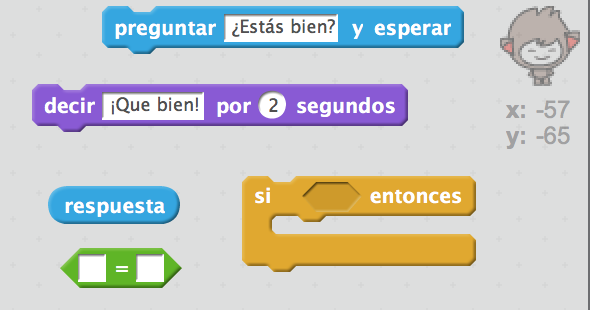 preguntar ¿Estás bien? y esperar
decir ¡Que bien! por 2 segundos
x: -57
y: -65
respuesta
si entonces
=